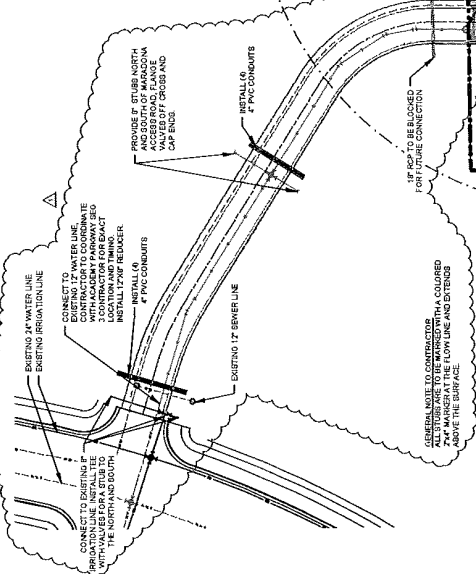 EXISTING 24" WATER LINE
EXISTING IRRIGATION LINE
CONNECT TO
EXISTING 12" WATER LINE,
CONTRACTOR TO COORDINATE
WITH ACADEMY PARKWAY SEG
3 CONTRACTOR FOR EXACT
LOCATION AND TIMING.
INSTALL 12"X8" REDUCER.
INSTALL (4)
4" PVC CONDUITS
CONNECT TO EXISTING 8"
IRRIGATION LINE. INSTALL TEE
WITH VALVES FOR A STUB TO
THE NORTH AND SOUTH
EXISTING 12" SEWER LINE
PROVIDE 8" STUBS NORTH
AND SOUTH OF MARADONA
ACCESS ROAD, FLANGE
VALVES OFF CROSS AND
CAP ENDS.
INSTALL (4)
4" PVC CONDUITS
18" RCP TO BE BLOCKED
FOR FUTURE CONNECTION
GENERAL NOTE TO CONTRACTOR
ALL STUBS ARE TO BE MARKED WITH A COLORED
2"x4" MARKER AT THE FLOW LINE AND EXTENDS
ABOVE THE SURFACE.